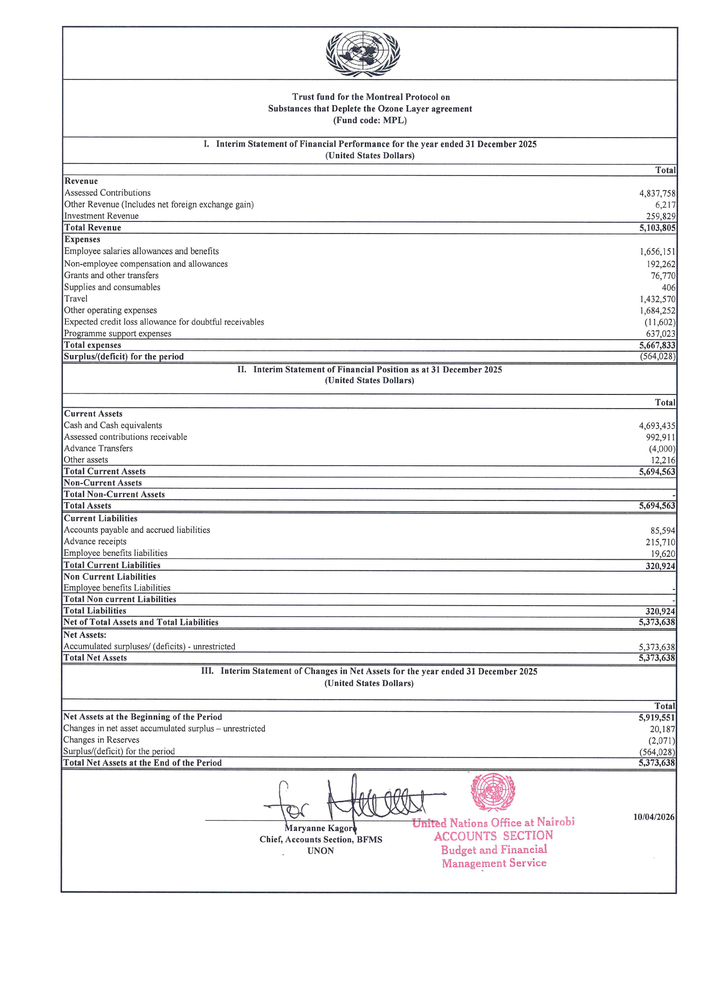 Trust fund for the Montreal Protocol on
Substances that Deplete the Ozone Layer agreement
(Fund code: MPL)
I. Interim Statement of Financial Performance for the year ended 31 December 2025
(United States Dollars)
Total
Revenue
Assessed Contributions 4,837,758
Other Revenue (Includes net foreign exchange gain) 6,217
Investment Revenue 259,829
Total Revenue 5,103,805
Expenses
Employee salaries allowances and benefits 1,656,151
Non-employee compensation and allowances 192,262
Grants and other transfers 76,770
Supplies and consumables 406
Travel 1,432,570
Other operating expenses 1,684,252
Expected credit loss allowance for doubtful receivables (11,602)
Programme support expenses 637,023
Total expenses 5,667,833
Surplus/(deficit) for the period (564,028)
II. Interim Statement of Financial Position as at 31 December 2025
(United States Dollars)
Total
Current Assets
Cash and Cash equivalents 4,693,435
Assessed contributions receivable 992,911
Advance Transfers (4,000)
Other assets 12,216
Total Current Assets 5,694,563
Non-Current Assets
Total Non-Current Assets -
Total Assets 5,694,563
Current Liabilities
Accounts payable and accrued liabilities 85,594
Advance receipts 215,710
Employee benefits liabilities 19,620
Total Current Liabilities 320,924
Non Current Liabilities
Employee benefits Liabilities -
Total Non current Liabilities -
Total Liabilities 320,924
Net of Total Assets and Total Liabilities 5,373,638
Net Assets:
Accumulated surpluses/ (deficits) - unrestricted 5,373,638
Total Net Assets 5,373,638
III. Interim Statement of Changes in Net Assets for the year ended 31 December 2025
(United States Dollars)
Total
Net Assets at the Beginning of the Period 5,919,551
Changes in net asset accumulated surplus – unrestricted 20,187
Changes in Reserves (2,071)
Surplus/(deficit) for the period (564,028)
Total Net Assets at the End of the Period 5,373,638
for
10/04/2026
Maryanne Kagoro
Chief, Accounts Section, BFMS
UNON
United Nations Office at Nairobi
ACCOUNTS SECTION
Budget and Financial
Management Service